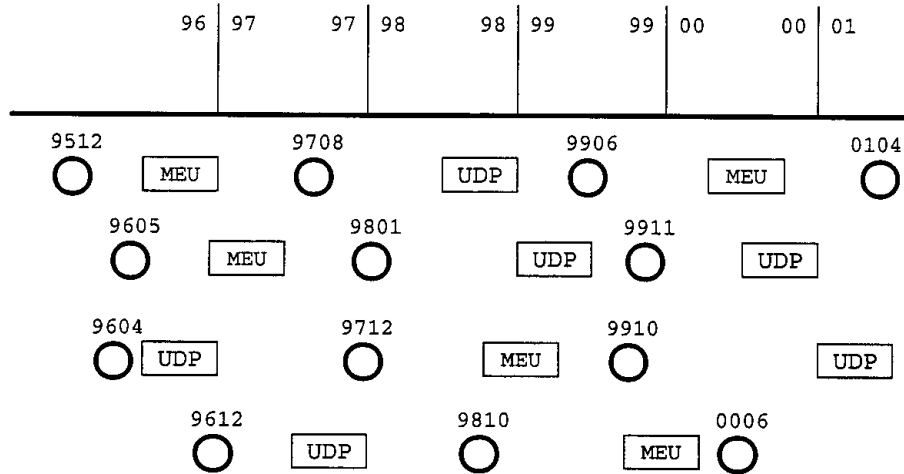 96 97 97 98 98 99 99 00 00 01
9512 9708 9906 0104
MEU UDP MEU
9605 9801 9911
MEU UDP UDP
9604 9712 9910
UDP MEU UDP
9612 9810 0006
UDP MEU